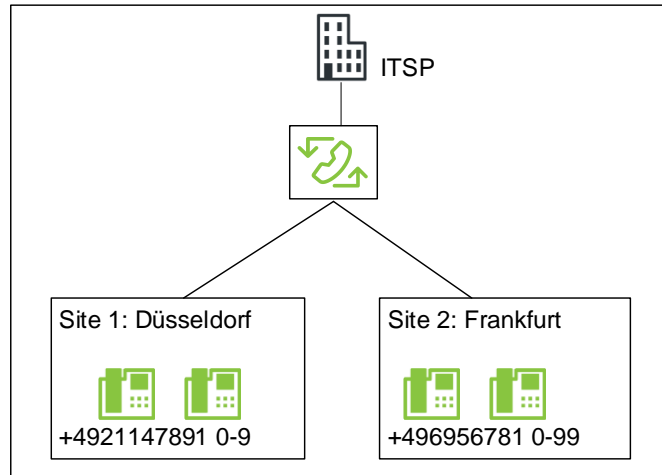 ITSP
Site 1: Düsseldorf
+4921147891 0-9
Site 2: Frankfurt
+496956781 0-99